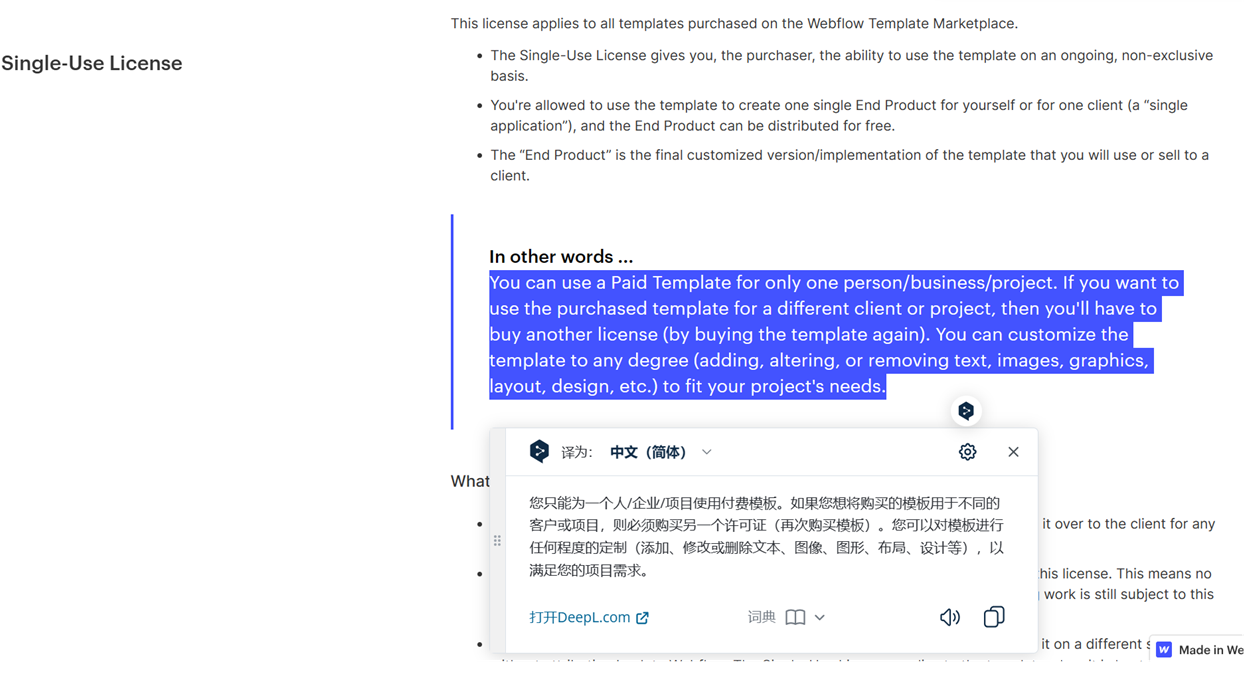 This license applies to all templates purchased on the Webflow Template Marketplace.
Single-Use License
• The Single-Use License gives you, the purchaser, the ability to use the template on an ongoing, non-exclusive
basis.
• You're allowed to use the template to create one single End Product for yourself or for one client (a “single
application”), and the End Product can be distributed for free.
• The “End Product” is the final customized version/implementation of the template that you will use or sell to a
client.
In other words ...
You can use a Paid Template for only one person/business/project. If you want to
use the purchased template for a different client or project, then you'll have to
buy another license (by buying the template again). You can customize the
template to any degree (adding, altering, or removing text, images, graphics,
layout, design, etc.) to fit your project's needs.
译为: 中文（简体）
What
您只能为一个人/企业/项目使用付费模板。如果您想将购买的模板用于不同的
客户或项目，则必须购买另一个许可证（再次购买模板）。您可以对模板进行
任何程度的定制（添加、修改或删除文本、图像、图形、布局、设计等），以
满足您的项目需求。
it over to the client for any
this license. This means no
work is still subject to this
打开DeepL.com 词典
it on a different
Made in We